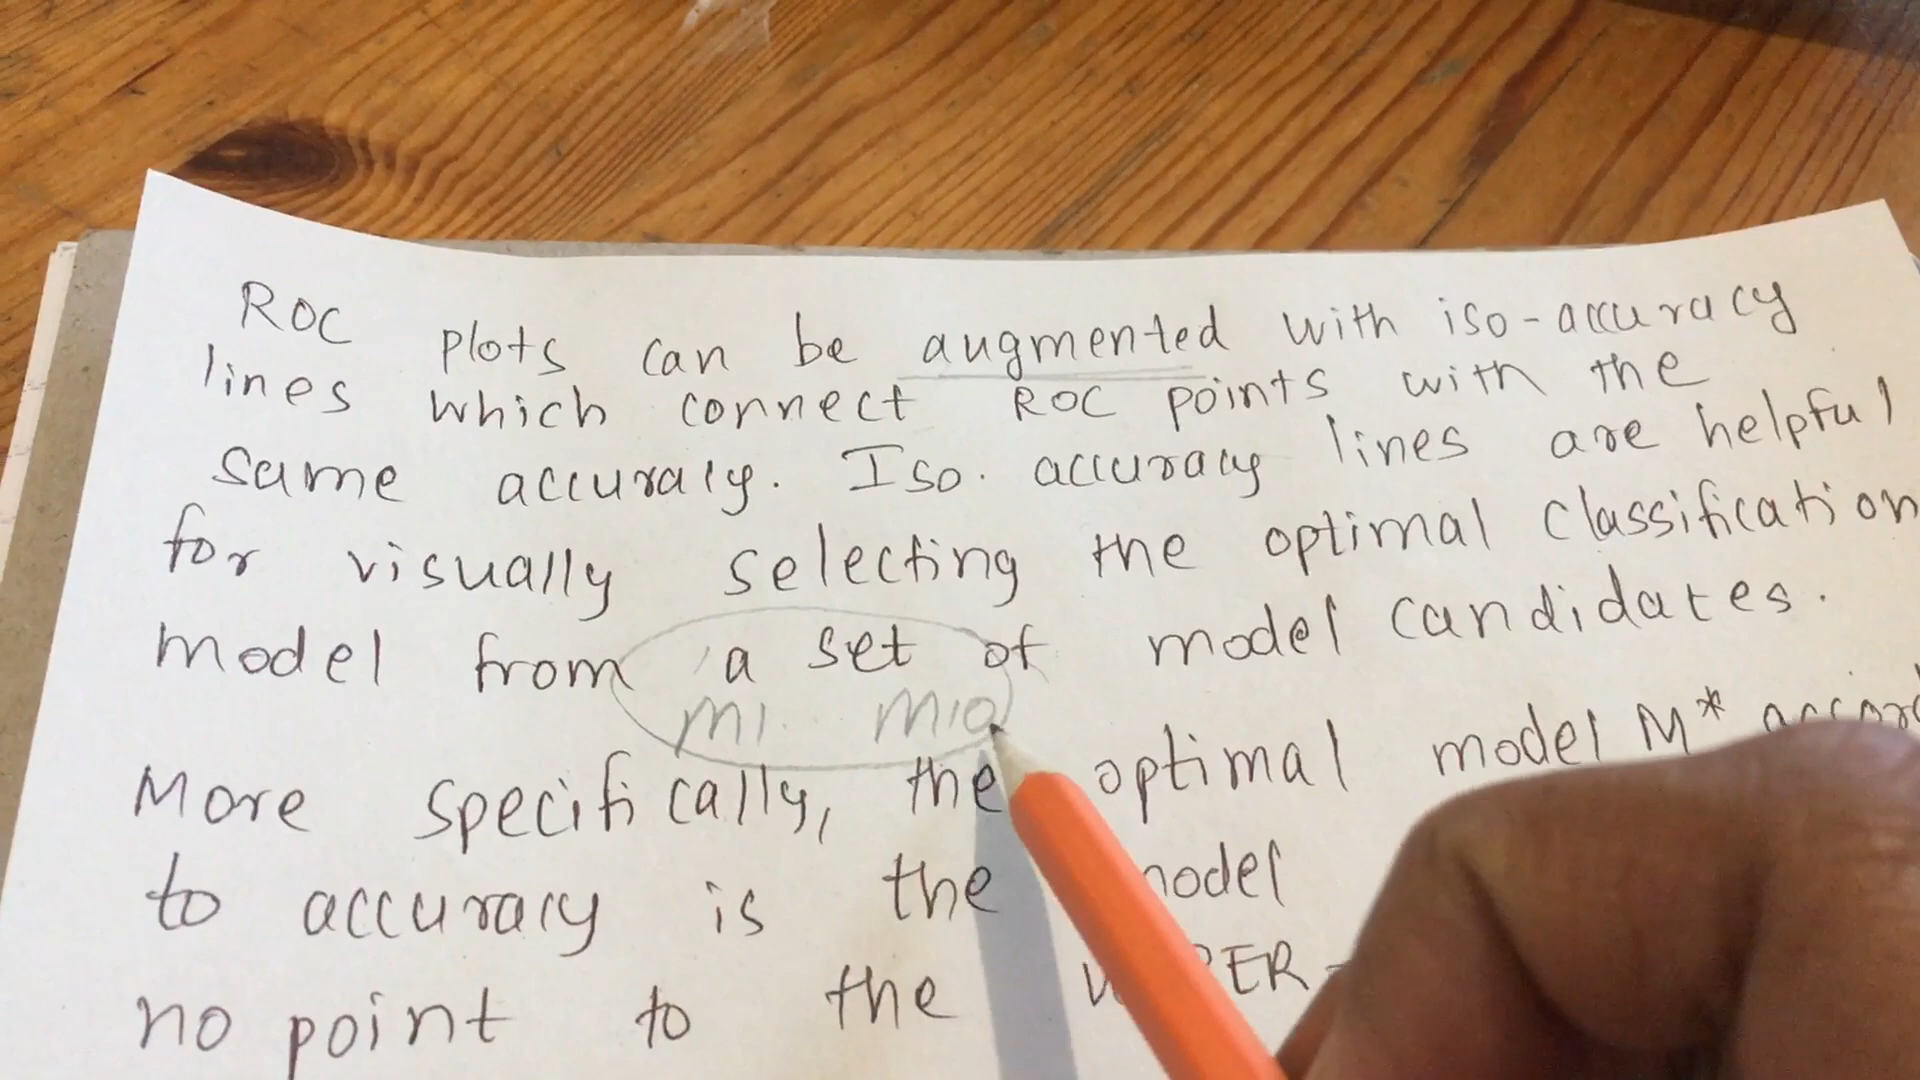 ROC plots can be augmented with iso-accuracy
lines which connect ROC points with the
same accuracy. Iso. accuracy lines are helpful
for visually selecting the optimal classification
model from a set of model candidates.
M1. M10
More specifically, the optimal model M*
to accuracy is the model
no point to the